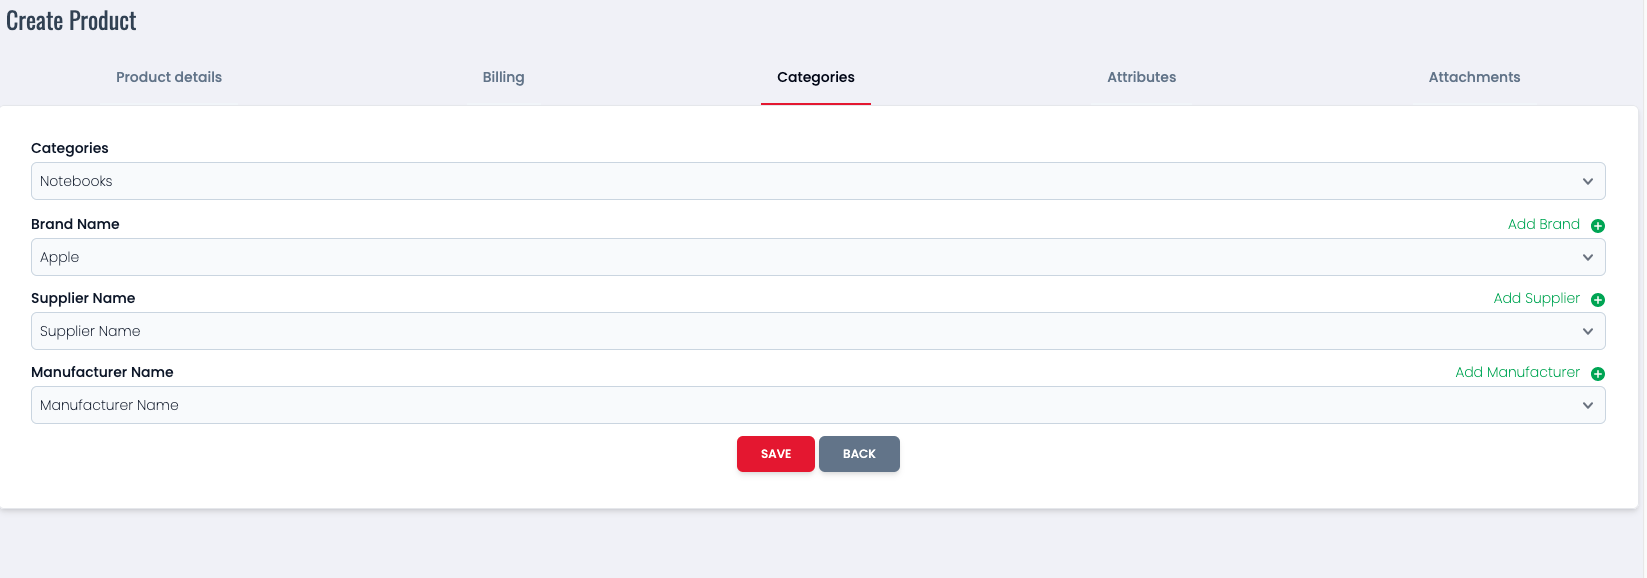 Create Product
Product details Billing Categories Attributes Attachments
Categories
Notebooks
Brand Name Add Brand
Apple
Supplier Name Add Supplier
Supplier Name
Manufacturer Name Add Manufacturer
Manufacturer Name
SAVE BACK